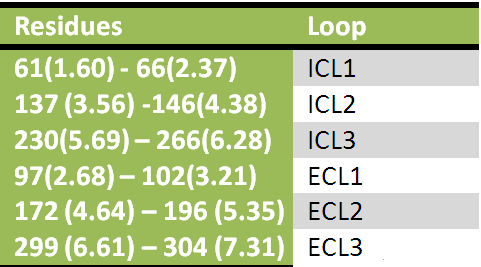 Residues Loop
61(1.60) - 66(2.37) ICL1
137 (3.56) -146(4.38) ICL2
230(5.69) – 266(6.28) ICL3
97(2.68) – 102(3.21) ECL1
172 (4.64) – 196 (5.35) ECL2
299 (6.61) – 304 (7.31) ECL3